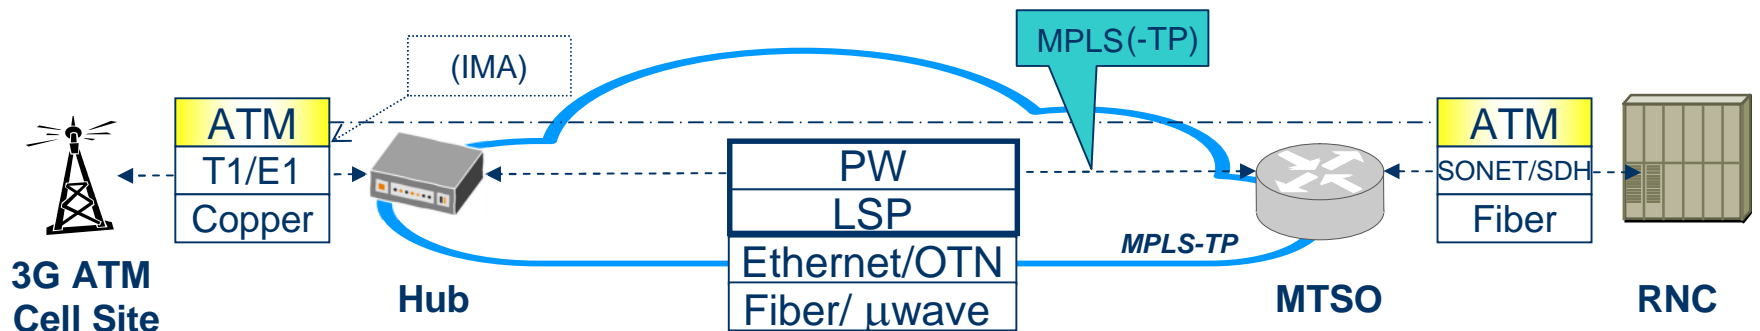 MPLS(-TP)
(IMA)
ATM
T1/E1
Copper
PW
LSP
Ethernet/OTN
Fiber/ μwave
MPLS-TP
ATM
SONET/SDH
Fiber
3G ATM
Cell Site
Hub
MTSO
RNC